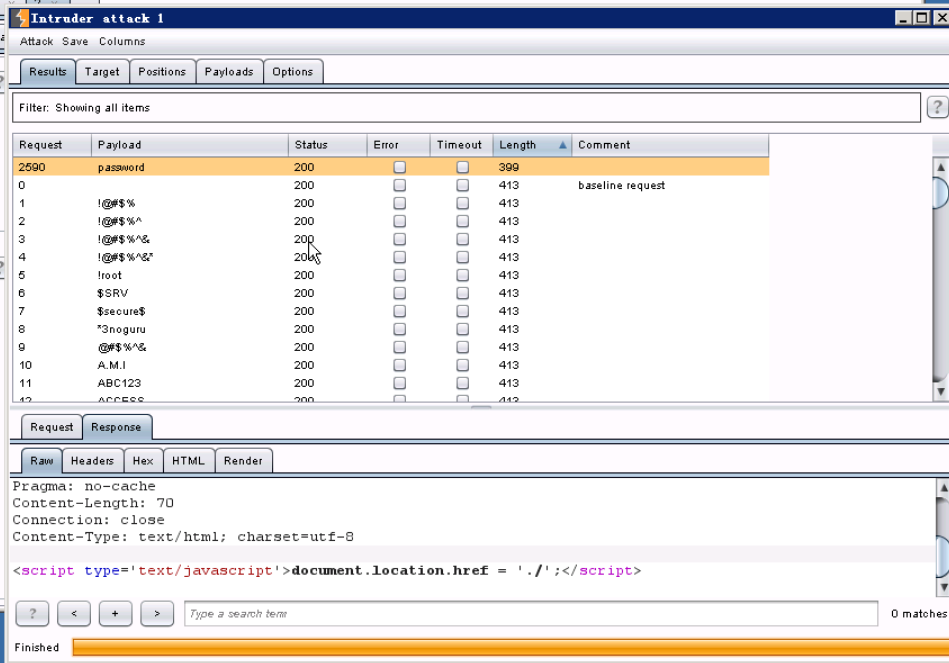 Intruder attack 1
Attack Save Columns
Results Target Positions Payloads Options
Filter: Showing all items
?
Request Payload Status Error Timeout Length Comment
2590 password 200 399
0 200 413 baseline request
1 !@#$% 200 413
2 !@#$%^ 200 413
3 !@#$%^& 200 413
4 !@#$%^&* 200 413
5 !root 200 413
6 $SRV 200 413
7 $secure$ 200 413
8 *3noguru 200 413
9 @#$%^& 200 413
10 A.M.I 200 413
11 ABC123 200 413
12 ACCESS 200 413
Request Response
Raw Headers Hex HTML Render
Pragma: no-cache
Content-Length: 70
Connection: close
Content-Type: text/html; charset=utf-8
<script type='text/javascript'>document.location.href = './';</script>
? < + > Type a search term 0 matches
Finished